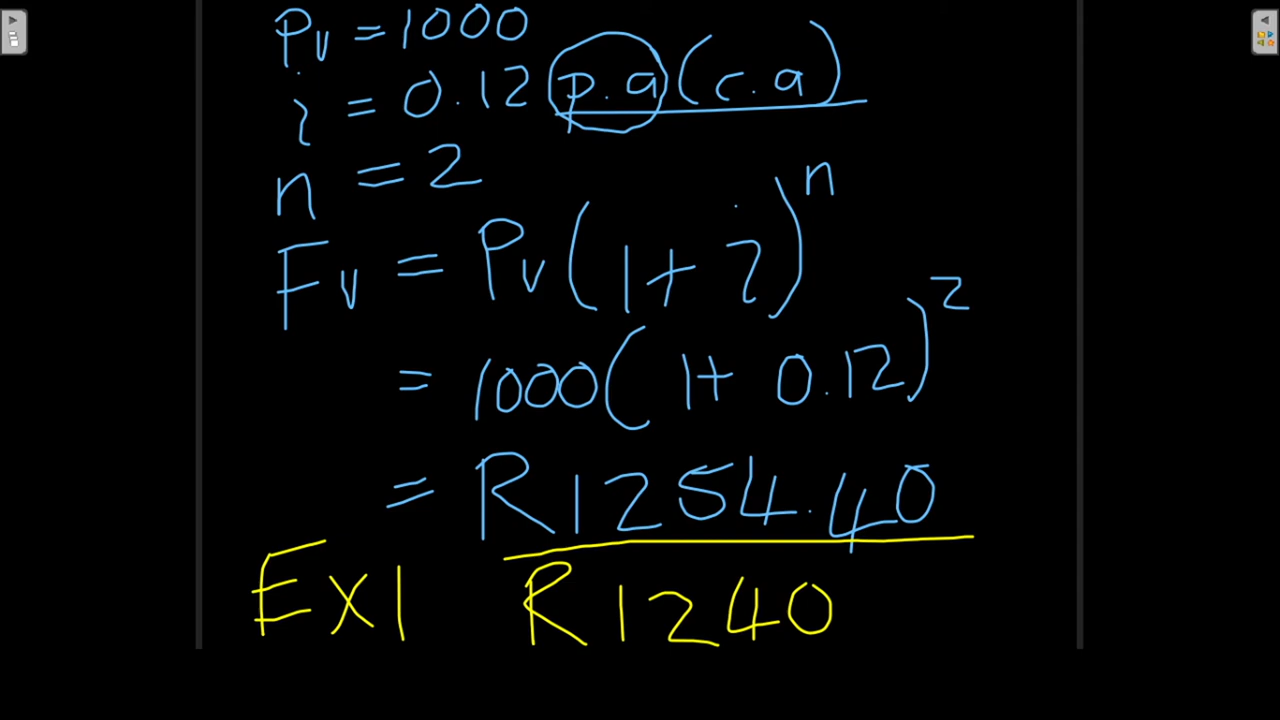 Pv = 1000
i = 0.12 p.a (c.a)
n = 2
Fv = Pv(1+i)^n
= 1000(1+0.12)^2
= R1254.40
Ex1 R1240